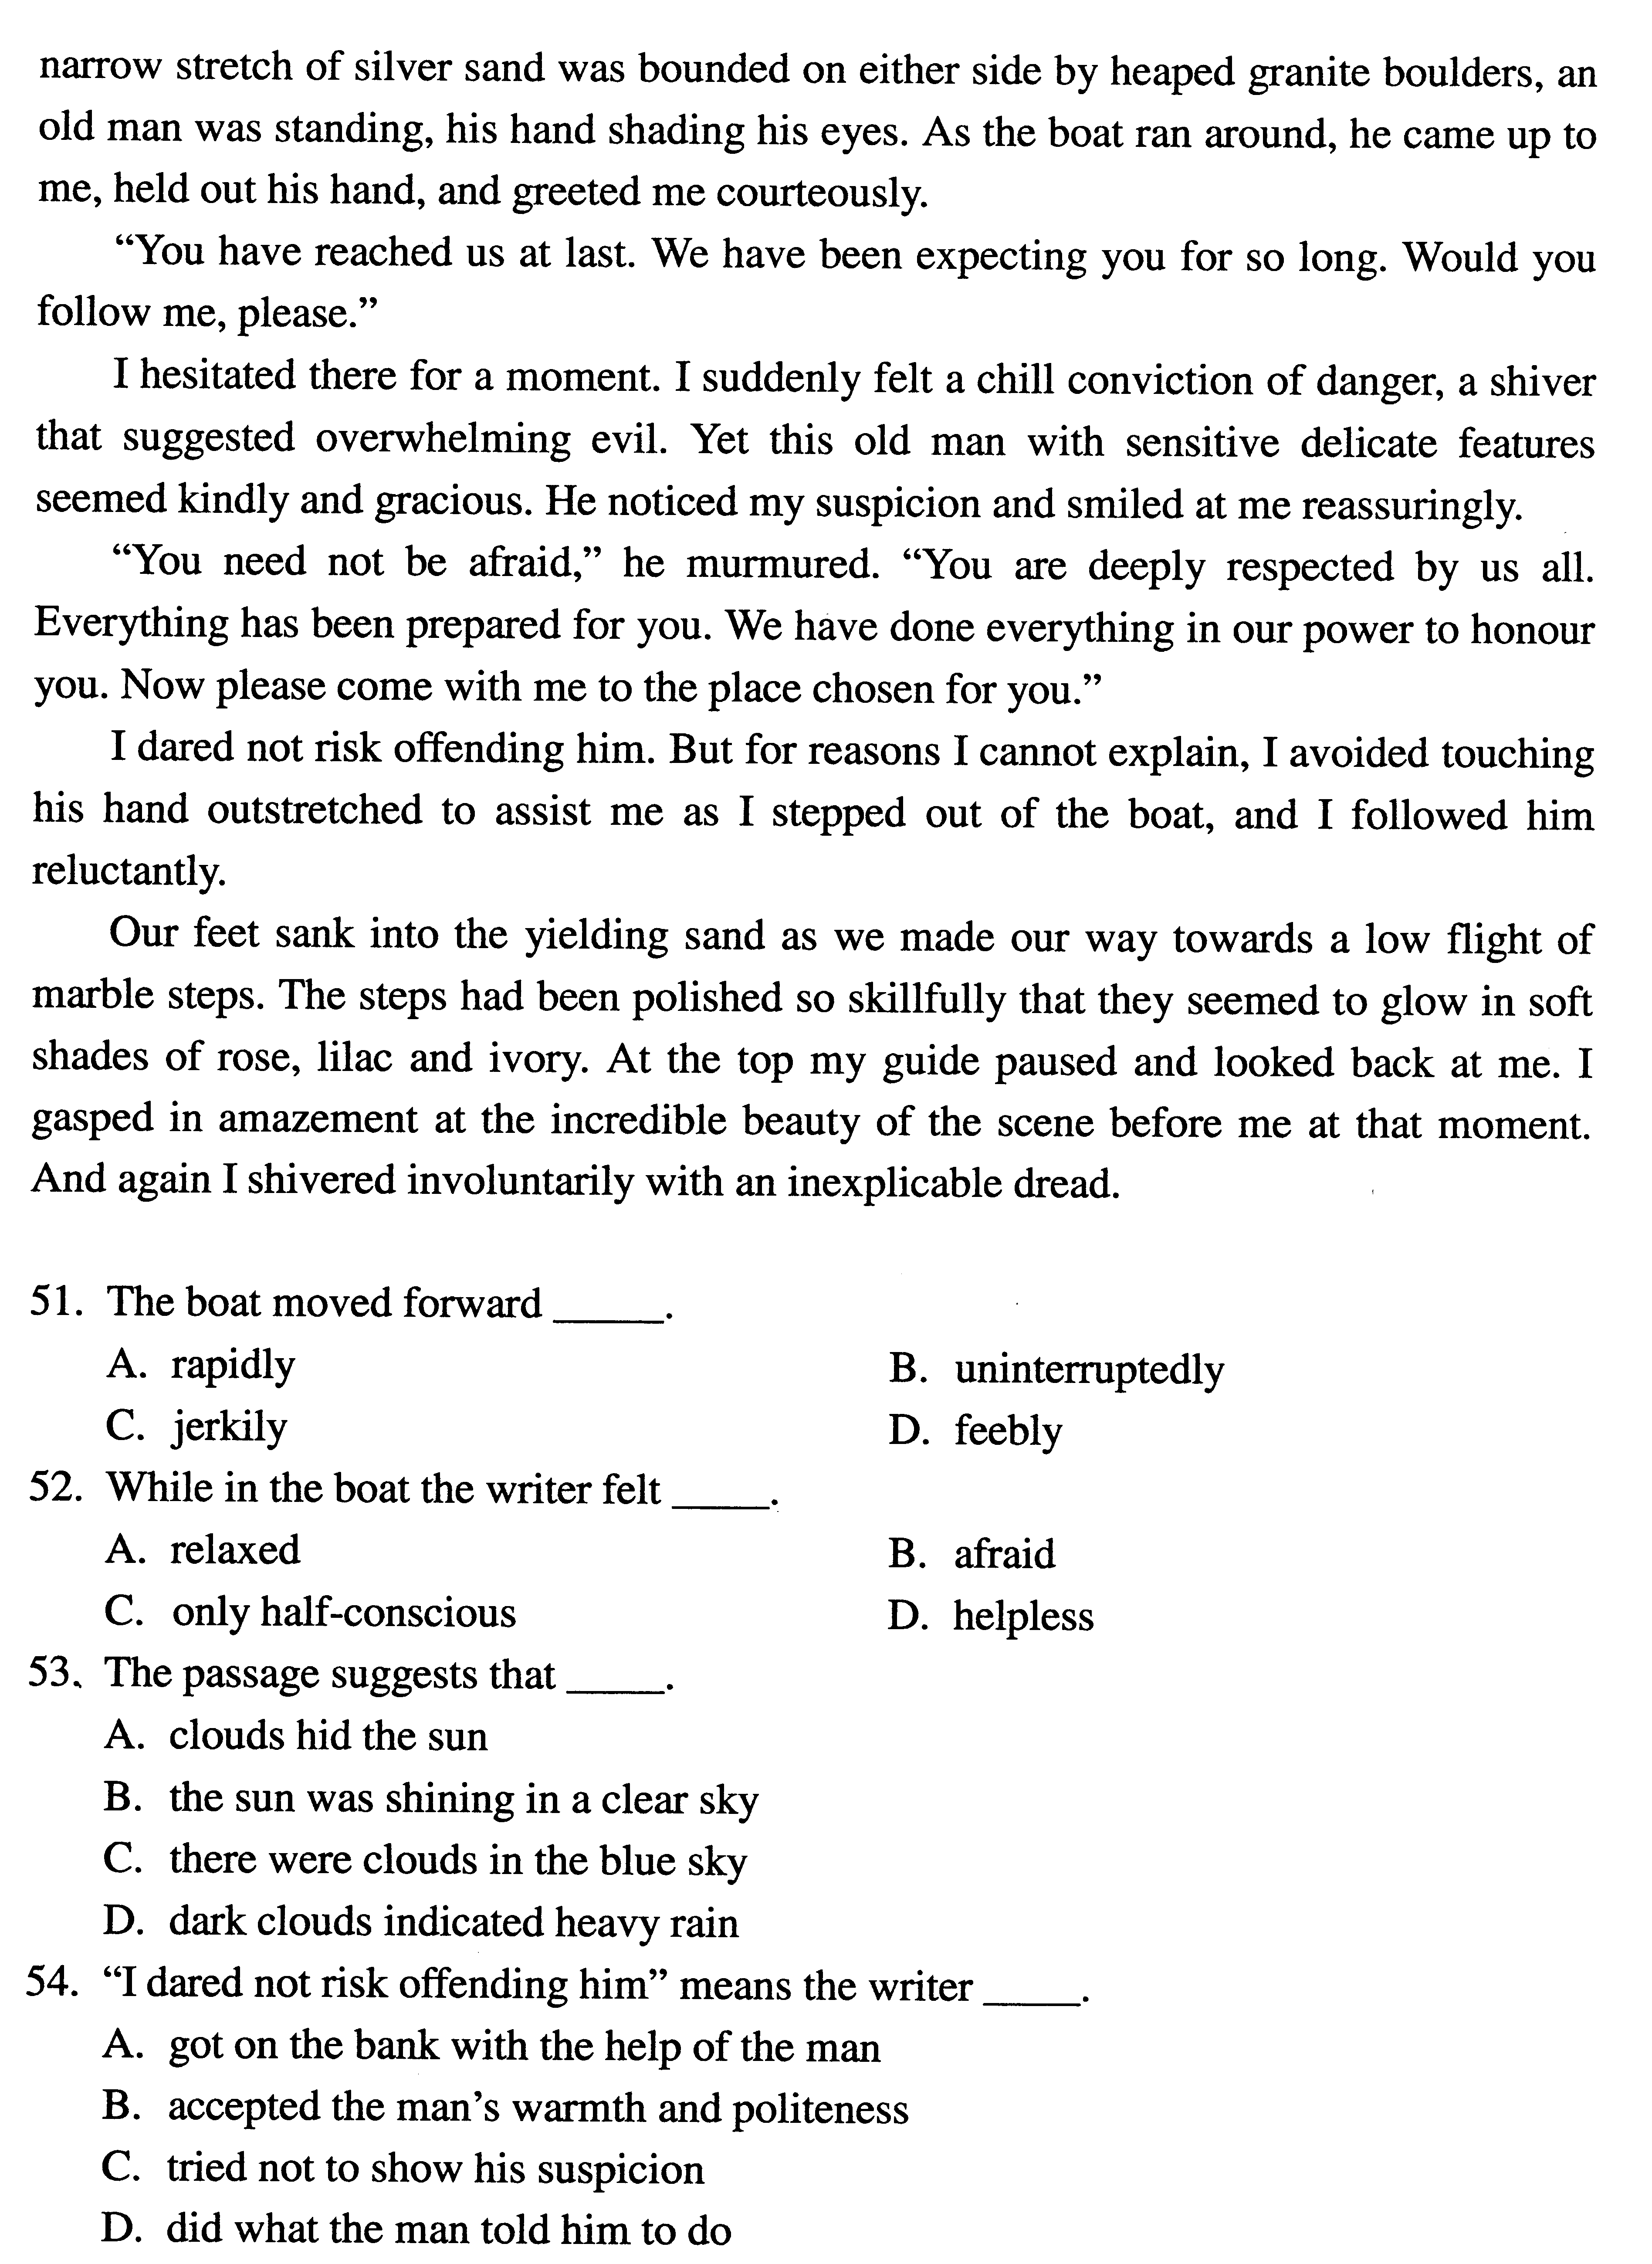 narrow stretch of silver sand was bounded on either side by heaped granite boulders, an
old man was standing, his hand shading his eyes. As the boat ran around, he came up to
me, held out his hand, and greeted me courteously.
“You have reached us at last. We have been expecting you for so long. Would you
follow me, please.”
I hesitated there for a moment. I suddenly felt a chill conviction of danger, a shiver
that suggested overwhelming evil. Yet this old man with sensitive delicate features
seemed kindly and gracious. He noticed my suspicion and smiled at me reassuringly.
“You need not be afraid,” he murmured. “You are deeply respected by us all.
Everything has been prepared for you. We have done everything in our power to honour
you. Now please come with me to the place chosen for you.”
I dared not risk offending him. But for reasons I cannot explain, I avoided touching
his hand outstretched to assist me as I stepped out of the boat, and I followed him
reluctantly.
Our feet sank into the yielding sand as we made our way towards a low flight of
marble steps. The steps had been polished so skillfully that they seemed to glow in soft
shades of rose, lilac and ivory. At the top my guide paused and looked back at me. I
gasped in amazement at the incredible beauty of the scene before me at that moment.
And again I shivered involuntarily with an inexplicable dread.
51. The boat moved forward _____.
A. rapidly B. uninterruptedly
C. jerkily D. feebly
52. While in the boat the writer felt _____.
A. relaxed B. afraid
C. only half-conscious D. helpless
53. The passage suggests that _____.
A. clouds hid the sun
B. the sun was shining in a clear sky
C. there were clouds in the blue sky
D. dark clouds indicated heavy rain
54. “I dared not risk offending him” means the writer _____.
A. got on the bank with the help of the man
B. accepted the man’s warmth and politeness
C. tried not to show his suspicion
D. did what the man told him to do